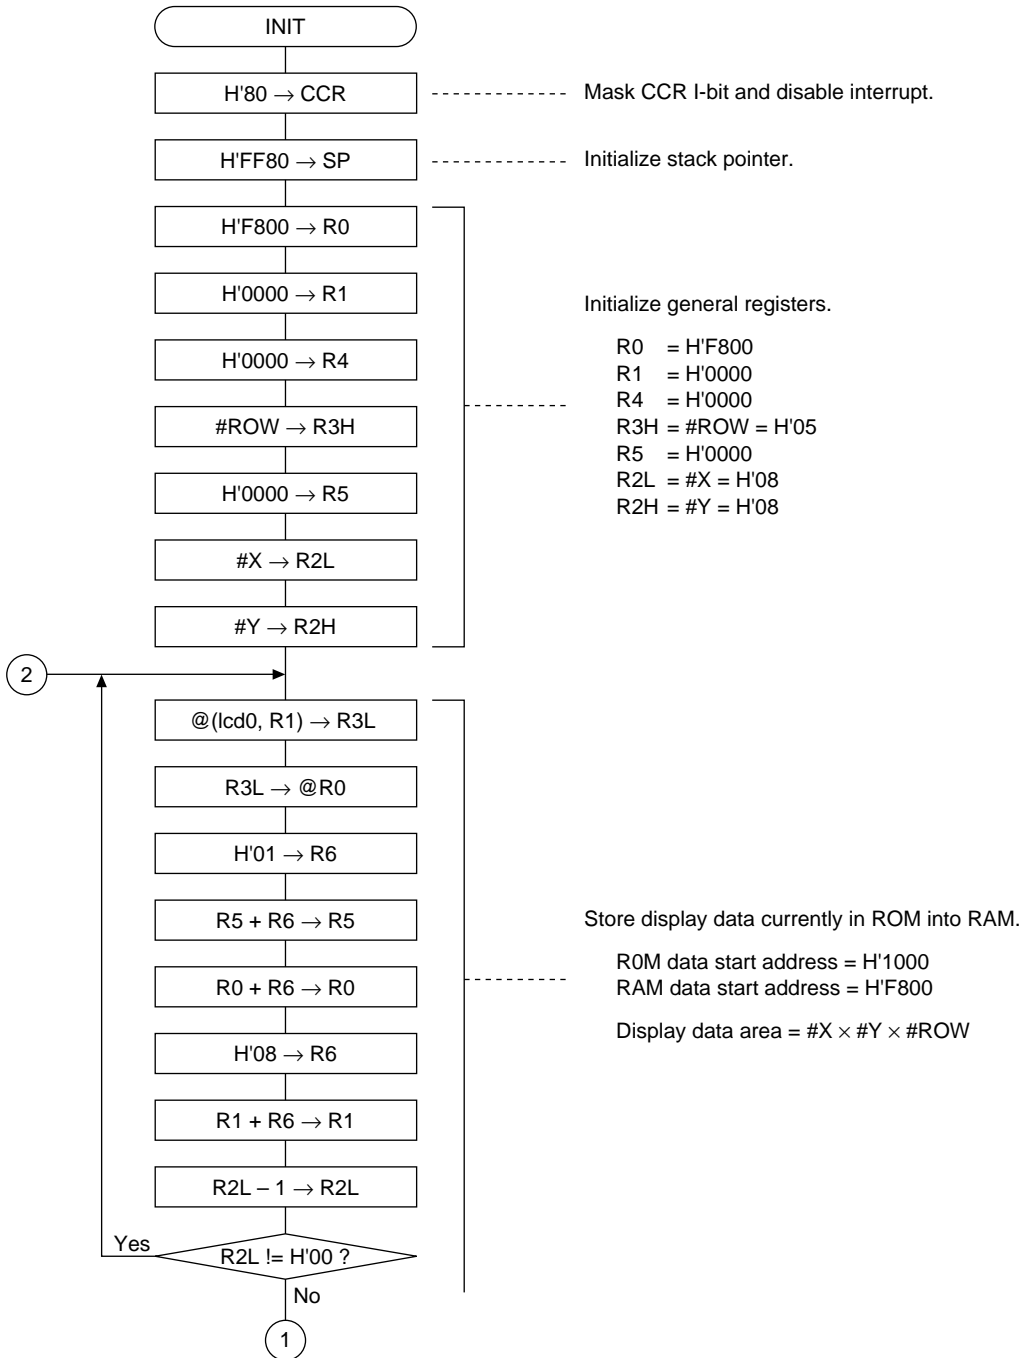 INIT
H'80 → CCR
Mask CCR I-bit and disable interrupt.
H'FF80 → SP
Initialize stack pointer.
H'F800 → R0
H'0000 → R1
H'0000 → R4
#ROW → R3H
H'0000 → R5
#X → R2L
#Y → R2H
Initialize general registers.
R0 = H'F800
R1 = H'0000
R4 = H'0000
R3H = #ROW = H'05
R5 = H'0000
R2L = #X = H'08
R2H = #Y = H'08
2
@(lcd0, R1) → R3L
R3L → @R0
H'01 → R6
R5 + R6 → R5
R0 + R6 → R0
H'08 → R6
R1 + R6 → R1
R2L – 1 → R2L
Store display data currently in ROM into RAM.
R0M data start address = H'1000
RAM data start address = H'F800
Display data area = #X × #Y × #ROW
Yes
R2L != H'00 ?
No
1